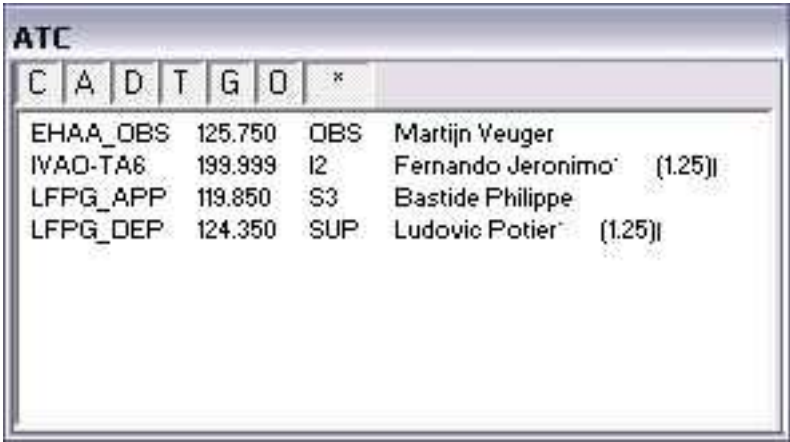 ATC
C A D T G O *
EHAA_OBS 125.750 OBS Martijn Veuger
IVAO-TA6 199.999 I2 Fernando Jeronimo* (1.25)|
LFPG_APP 119.850 S3 Bastide Philippe
LFPG_DEP 124.350 SUP Ludovic Potier* (1.25)|